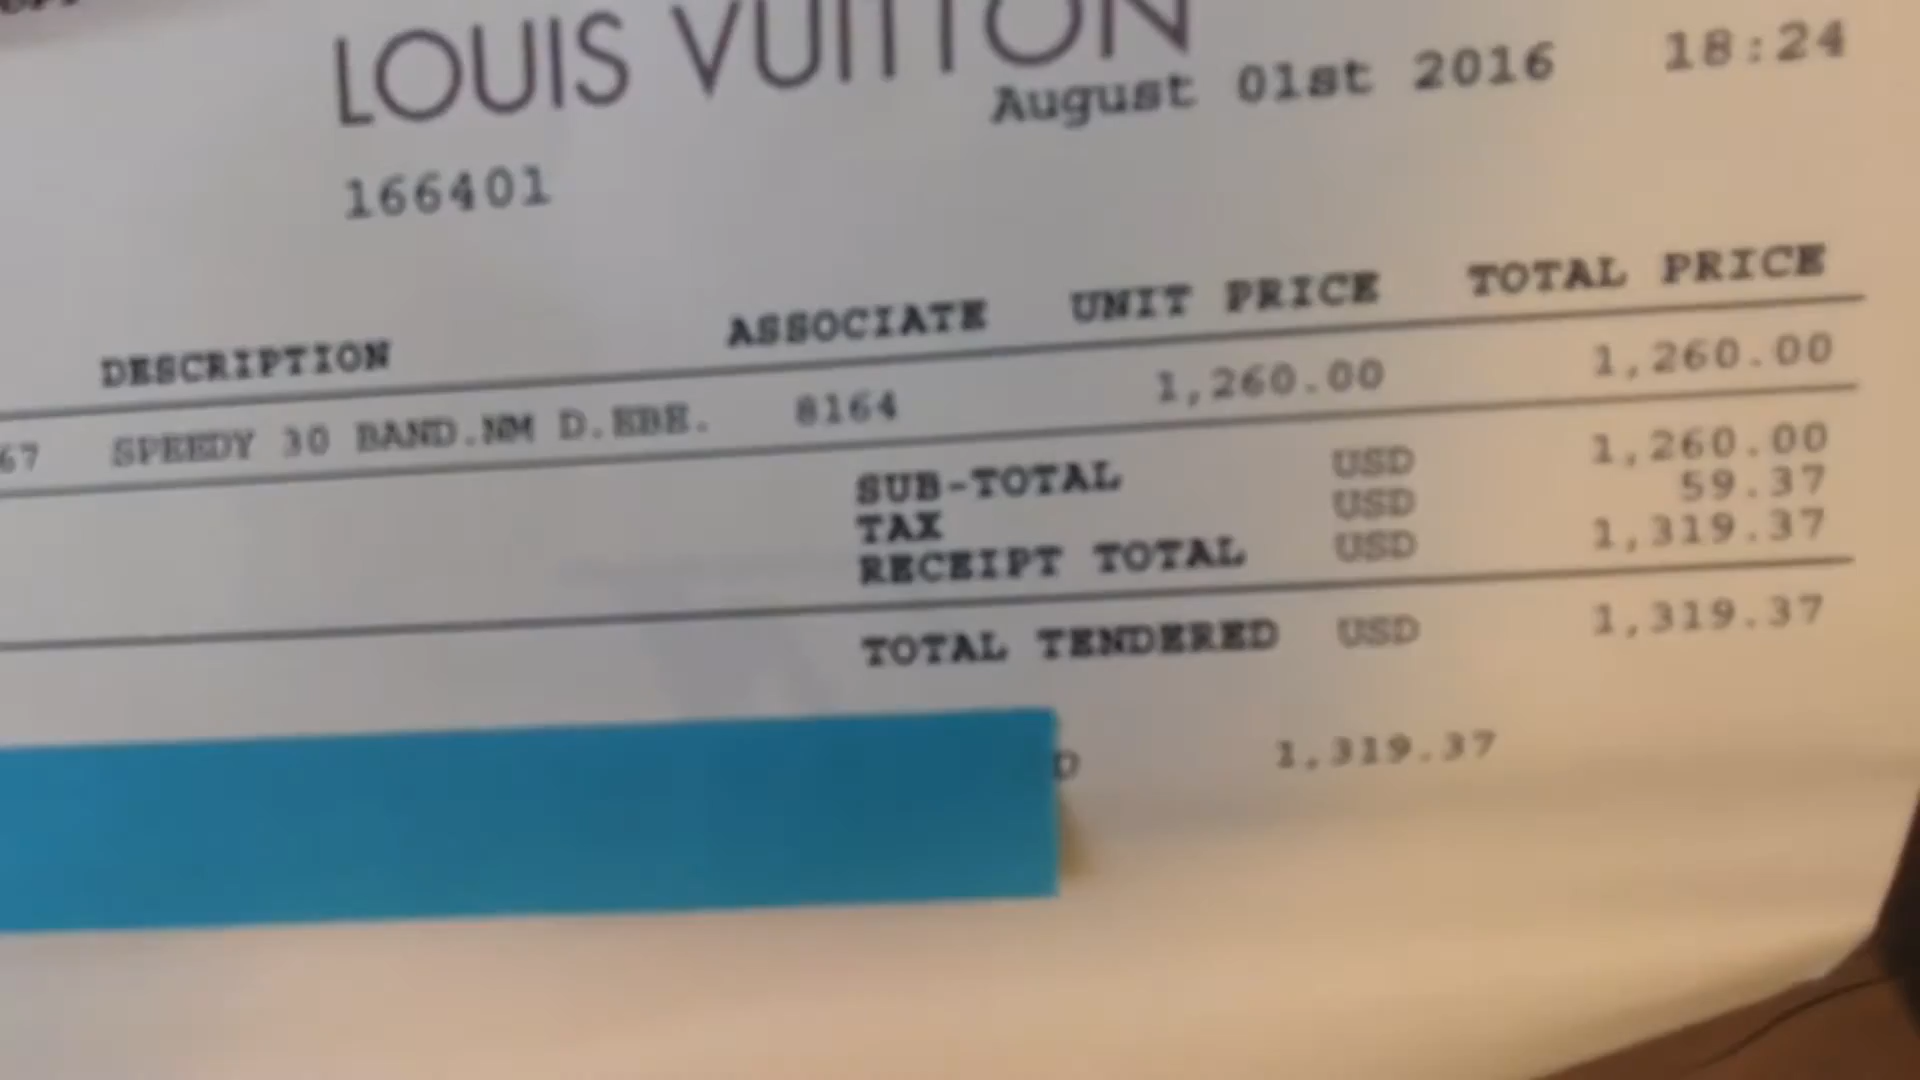 LOUIS VUITTON
August 01st 2016 18:24
166401
DESCRIPTION ASSOCIATE UNIT PRICE TOTAL PRICE
67 SPEEDY 30 BAND.NM D.EBE. 8164 1,260.00 1,260.00
SUB-TOTAL USD 1,260.00
TAX USD 59.37
RECEIPT TOTAL USD 1,319.37
TOTAL TENDERED USD 1,319.37
D 1,319.37